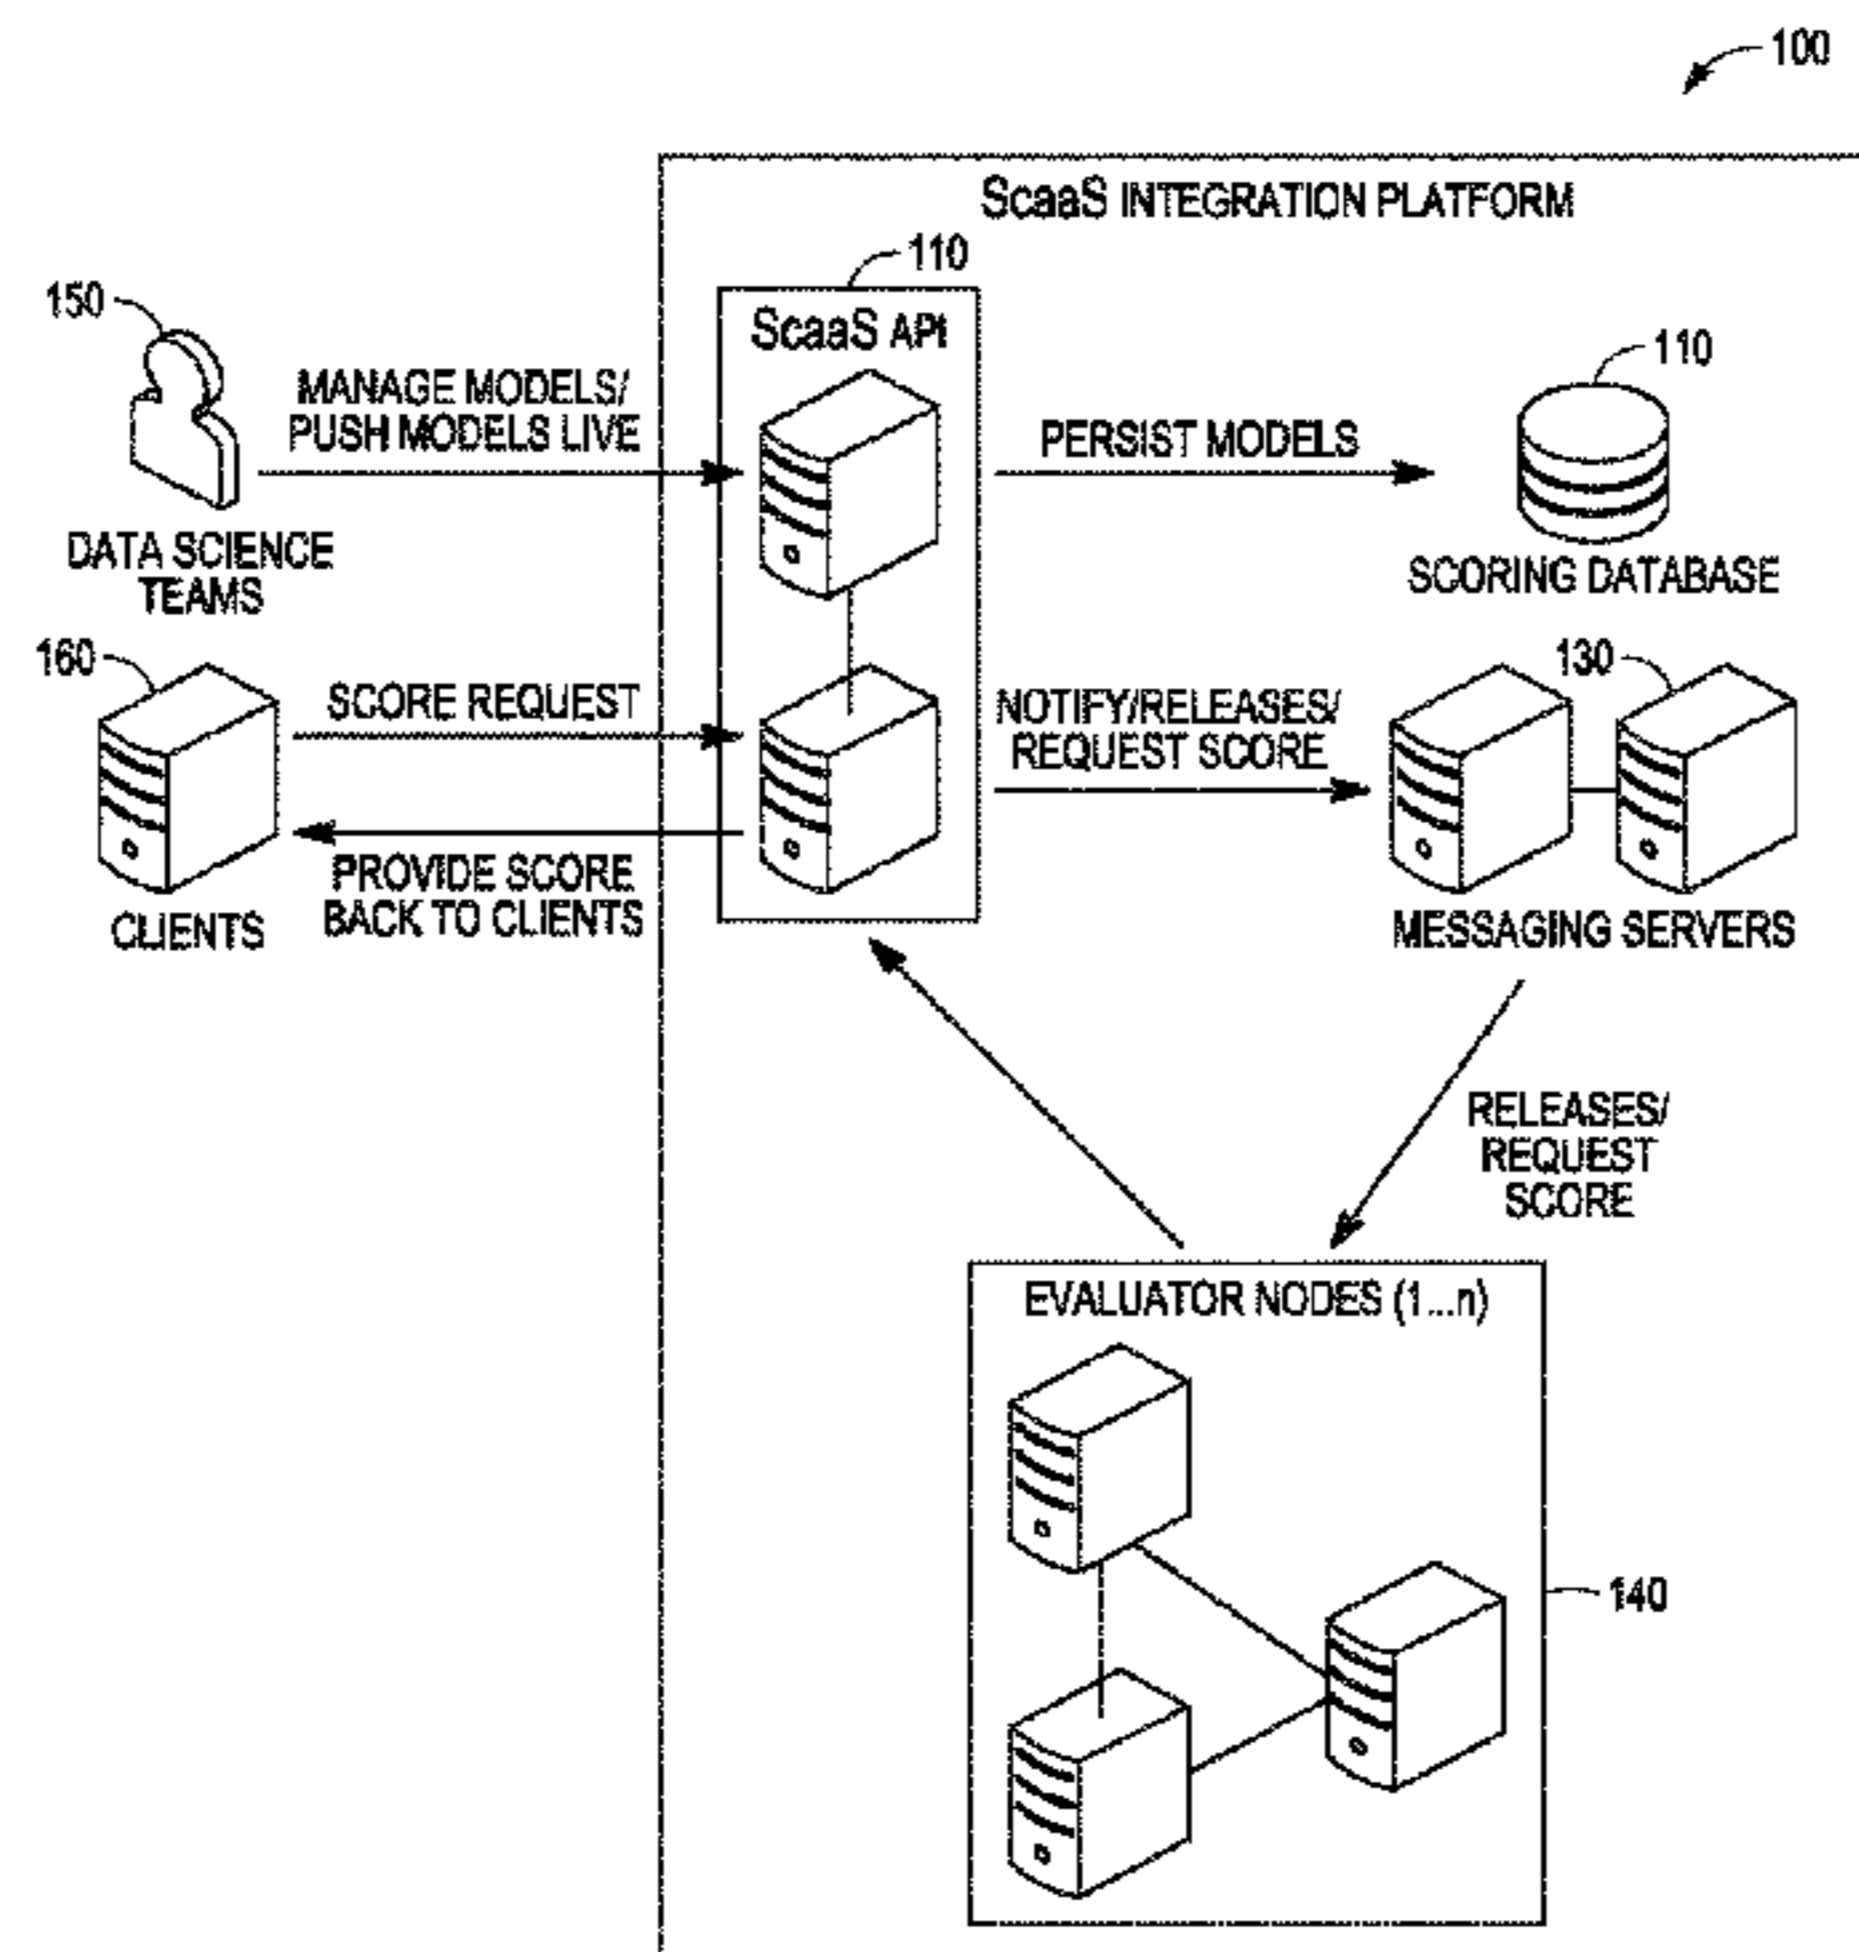 100
ScaaS INTEGRATION PLATFORM
110
150
ScaaS API
110
MANAGE MODELS/
PUSH MODELS LIVE
PERSIST MODELS
DATA SCIENCE
TEAMS
SCORING DATABASE
160
130
SCORE REQUEST
NOTIFY/RELEASES/
REQUEST SCORE
PROVIDE SCORE
BACK TO CLIENTS
CLIENTS
MESSAGING SERVERS
RELEASES/
REQUEST
SCORE
EVALUATOR NODES (1...n)
140